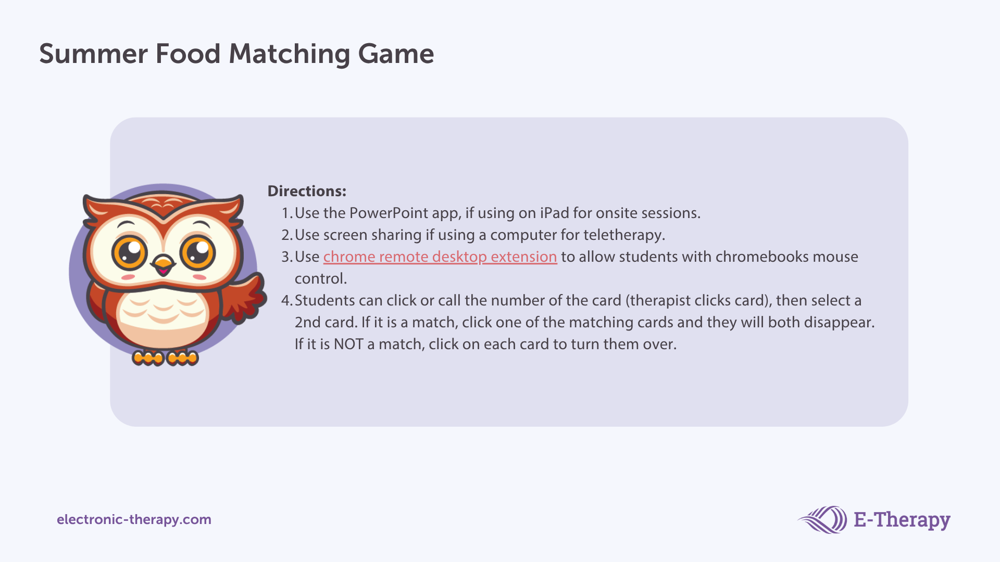 Summer Food Matching Game
Directions:
1. Use the PowerPoint app, if using on iPad for onsite sessions.
2. Use screen sharing if using a computer for teletherapy.
3. Use chrome remote desktop extension to allow students with chromebooks mouse
control.
4. Students can click or call the number of the card (therapist clicks card), then select a
2nd card. If it is a match, click one of the matching cards and they will both disappear.
If it is NOT a match, click on each card to turn them over.
electronic-therapy.com
E-Therapy